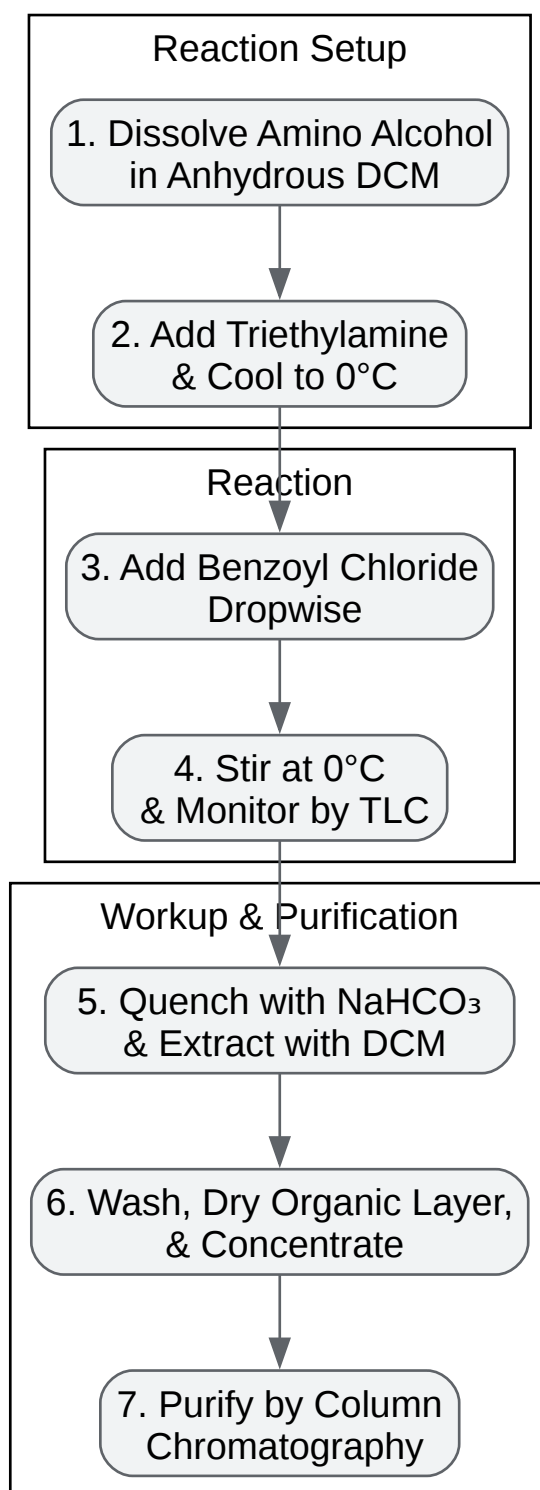 Reaction Setup
1. Dissolve Amino Alcohol
in Anhydrous DCM
2. Add Triethylamine
& Cool to 0°C
Reaction
3. Add Benzoyl Chloride
Dropwise
4. Stir at 0°C
& Monitor by TLC
Workup & Purification
5. Quench with NaHCO₃
& Extract with DCM
6. Wash, Dry Organic Layer,
& Concentrate
7. Purify by Column
Chromatography